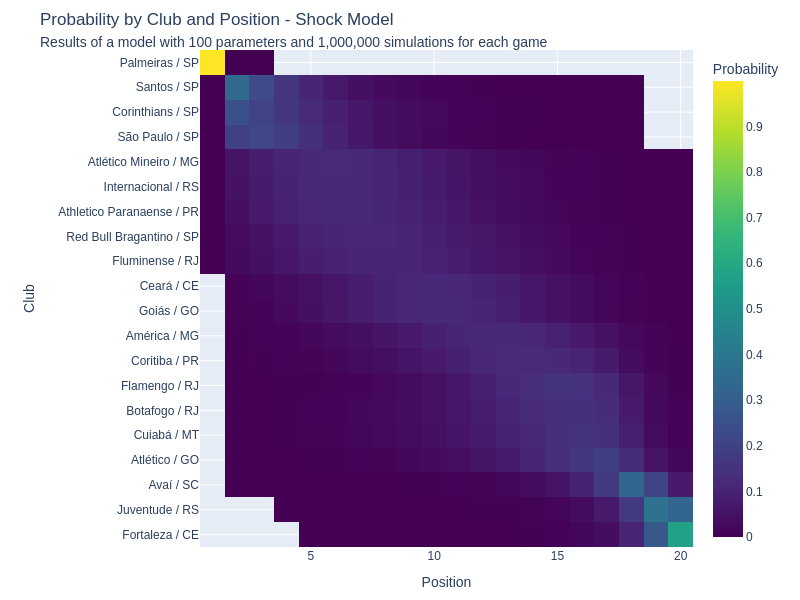 Probability by Club and Position - Shock Model
Results of a model with 100 parameters and 1,000,000 simulations for each game
Probability
Palmeiras / SP
Santos / SP
Corinthians / SP
São Paulo / SP
Atlético Mineiro / MG
Internacional / RS
Athletico Paranaense / PR
Red Bull Bragantino / SP
Fluminense / RJ
Ceará / CE
Goiás / GO
América / MG
Coritiba / PR
Flamengo / RJ
Botafogo / RJ
Cuiabá / MT
Atlético / GO
Avaí / SC
Juventude / RS
Fortaleza / CE
Club
5
10
15
20
Position
0.9
0.8
0.7
0.6
0.5
0.4
0.3
0.2
0.1
0